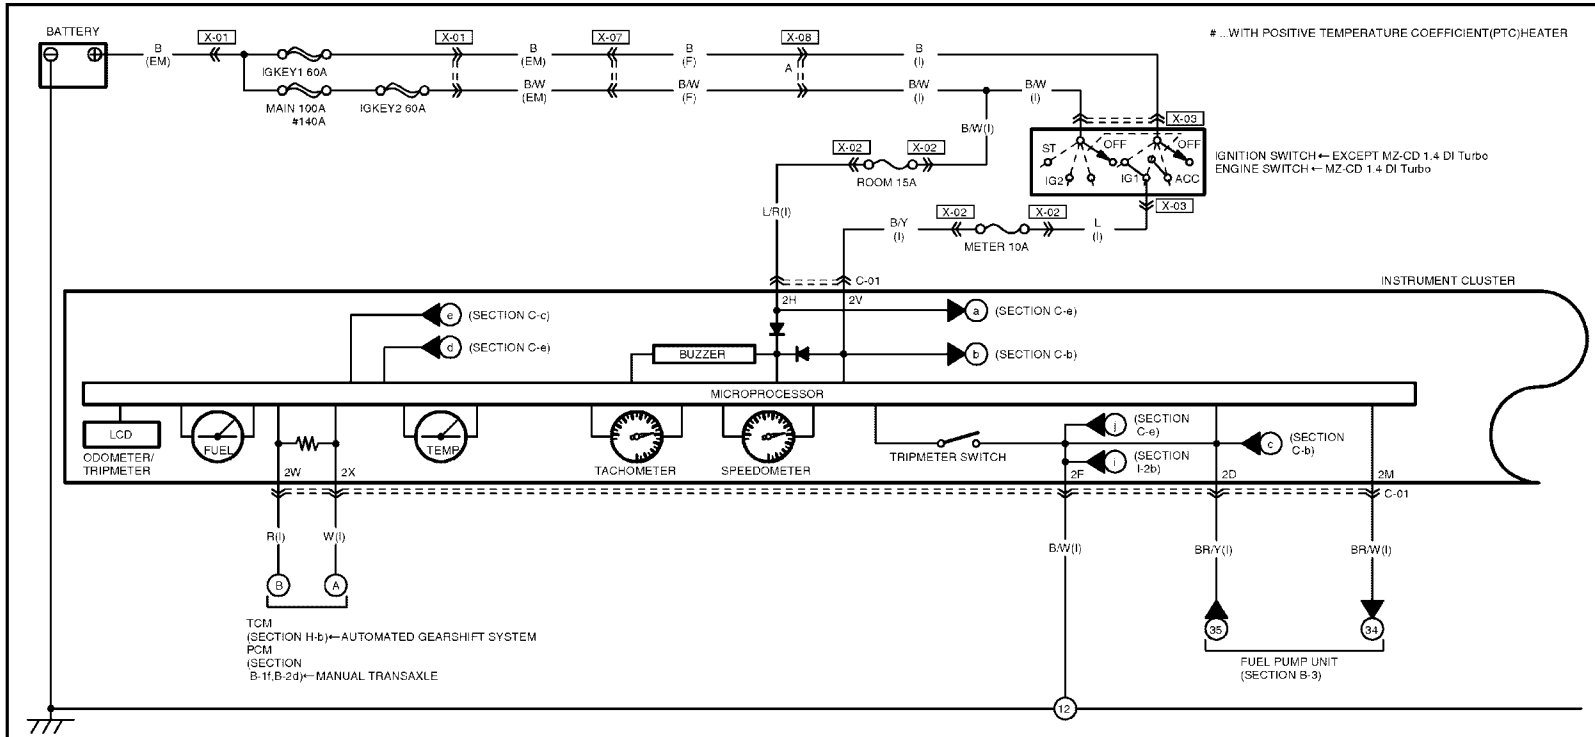 BATTERY
# ...WITH POSITIVE TEMPERATURE COEFFICIENT(PTC)HEATER
B
(EM)
X-01
IGKEY1 60A
X-01
B
(EM)
X-07
B
(F)
X-08
A
B
(I)
MAIN 100A
#140A
IGKEY2 60A
B/W
(EM)
B/W
(F)
B/W
(I)
B/W
(I)
B/W(I)
X-03
X-02
X-02
ROOM 15A
ST
OFF
OFF
IG2
IG1
ACC
IGNITION SWITCH←EXCEPT MZ-CD 1.4 DI Turbo
ENGINE SWITCH←MZ-CD 1.4 DI Turbo
X-03
L/R(I)
B/Y
(I)
X-02
X-02
METER 10A
L
(I)
C-01
INSTRUMENT CLUSTER
2H
2V
e (SECTION C-c)
a (SECTION C-e)
d (SECTION C-e)
BUZZER
b (SECTION C-b)
MICROPROCESSOR
LCD
ODOMETER/
TRIPMETER
FUEL
TEMP
TACHOMETER
SPEEDOMETER
TRIPMETER SWITCH
j (SECTION
C-e)
i (SECTION
I-2b)
c (SECTION
C-b)
2W
2X
2F
2D
2M
C-01
R(I)
W(I)
B/W(I)
BR/Y(I)
BR/W(I)
B
A
35
34
TCM
(SECTION H-b)←AUTOMATED GEARSHIFT SYSTEM
PCM
(SECTION
B-1f,B-2d)←MANUAL TRANSAXLE
FUEL PUMP UNIT
(SECTION B-3)
12